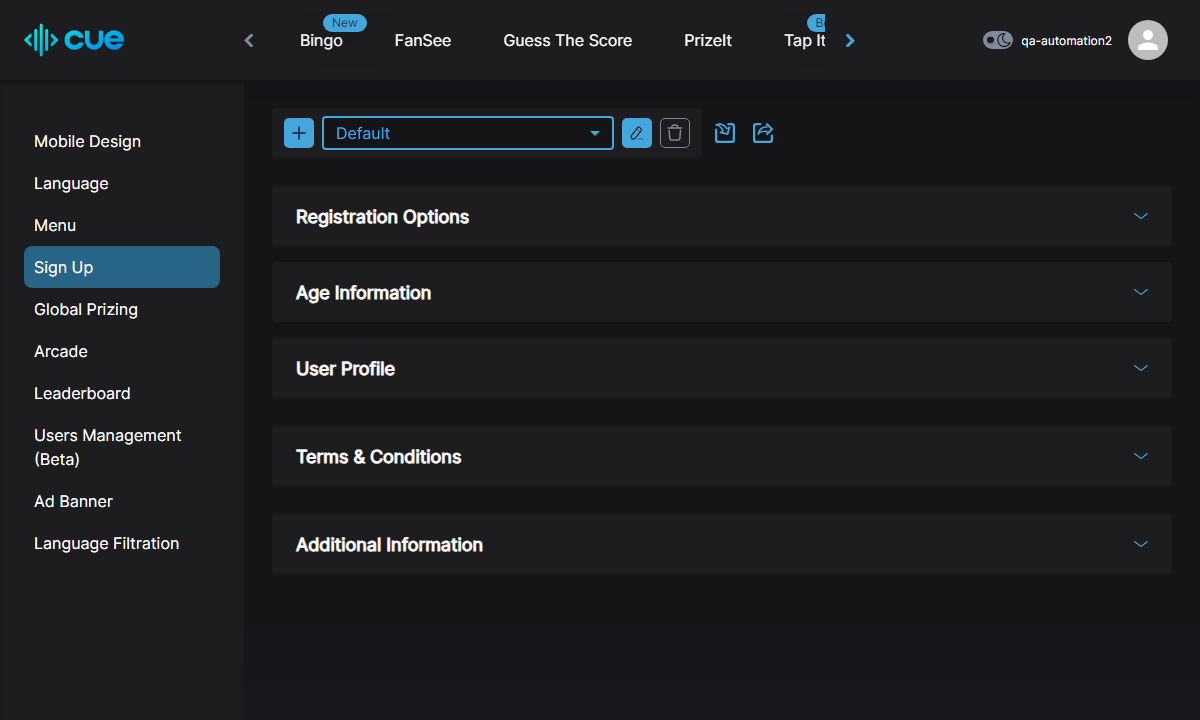 cue
New
Bingo
FanSee
Guess The Score
PrizeIt
Tap It
qa-automation2
Mobile Design
Language
Menu
Sign Up
Global Prizing
Arcade
Leaderboard
Users Management
(Beta)
Ad Banner
Language Filtration
Default
Registration Options
Age Information
User Profile
Terms & Conditions
Additional Information